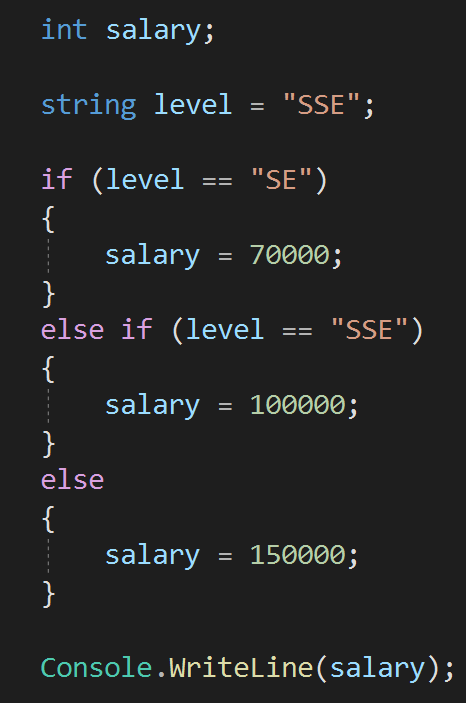 int salary;
string level = "SSE";
if (level == "SE")
{
salary = 70000;
}
else if (level == "SSE")
{
salary = 100000;
}
else
{
salary = 150000;
}
Console.WriteLine(salary);